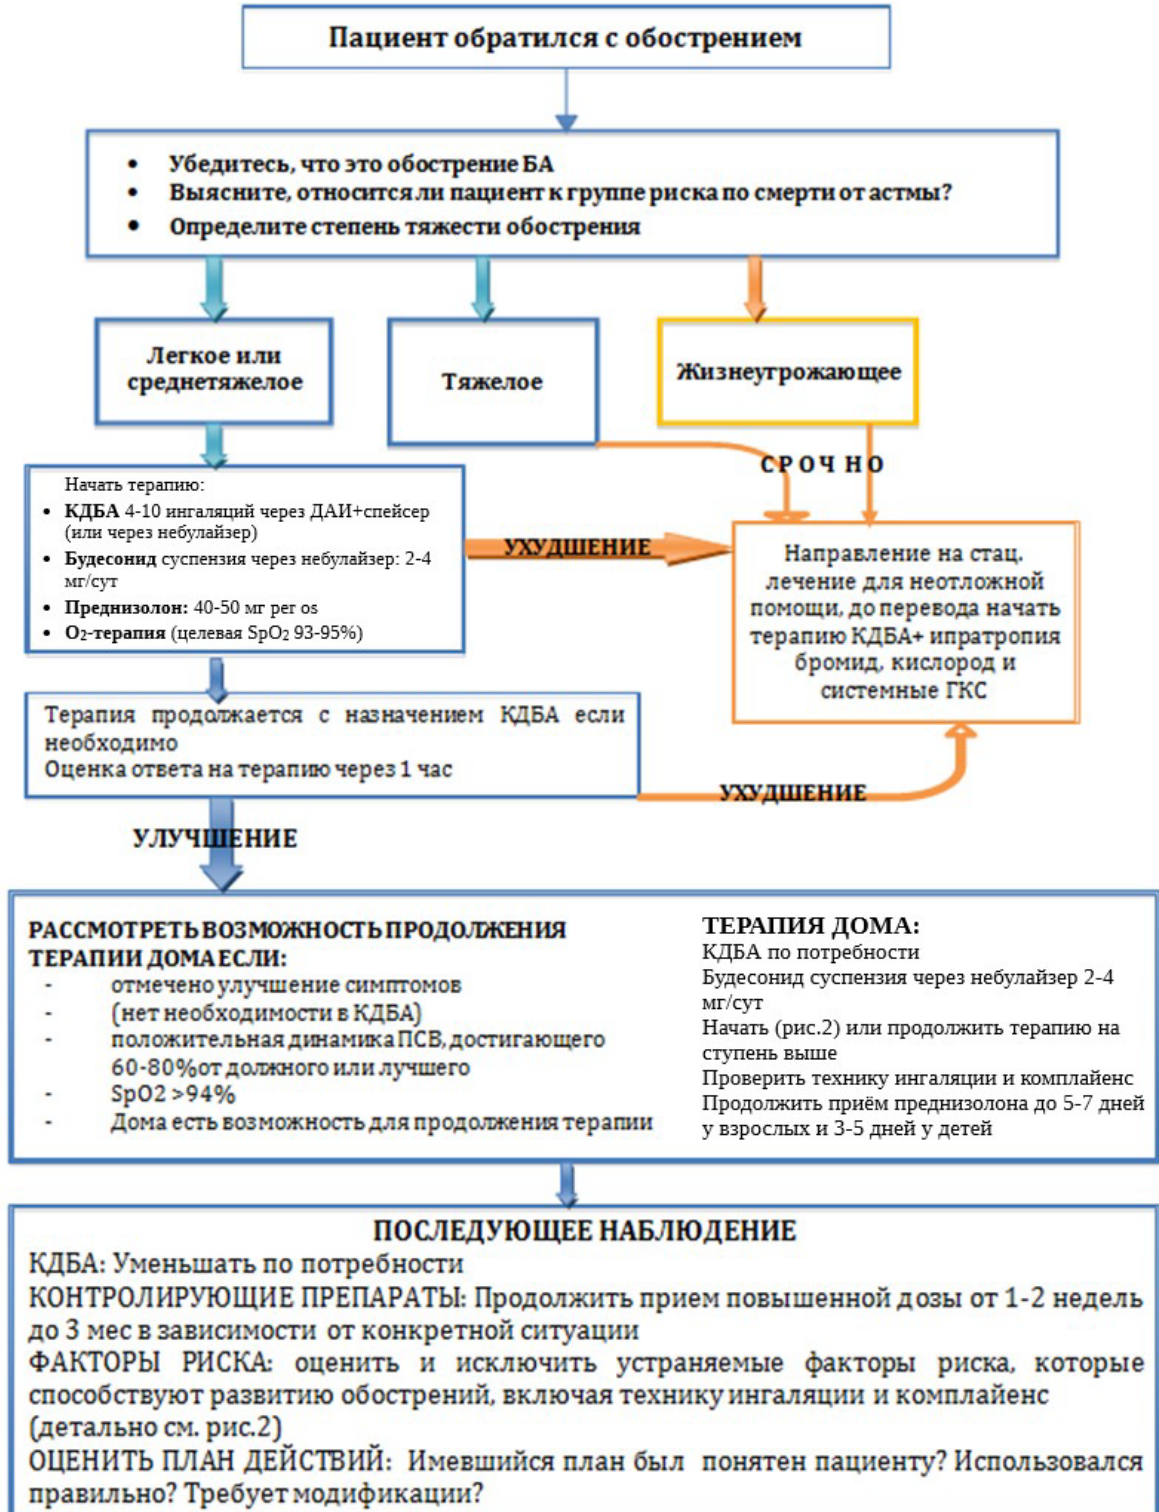 Пациент обратился с обострением
• Убедитесь, что это обострение БА
• Выясните, относится ли пациент к группе риска по смерти от астмы?
• Определите степень тяжести обострения
Легкое или
среднетяжелое
Тяжелое
Жизнеугрожающее
СРОЧНО
Начать терапию:
• КДБА 4-10 ингаляций через ДАИ+спейсер
(или через небулайзер)
• Будесонид суспензия через небулайзер: 2-4
мг/сут
• Преднизолон: 40-50 мг per os
• O2-терапия (целевая SpO2 93-95%)
УХУДШЕНИЕ
Направление на стац.
лечение для неотложной
помощи, до перевода начать
терапию КДБА+ ипратропия
бромид, кислород и
системные ГКС
Терапия продолжается с назначением КДБА если
необходимо
Оценка ответа на терапию через 1 час
УХУДШЕНИЕ
УЛУЧШЕНИЕ
РАССМОТРЕТЬ ВОЗМОЖНОСТЬ ПРОДОЛЖЕНИЯ
ТЕРАПИИ ДОМА ЕСЛИ:
- отмечено улучшение симптомов
- (нет необходимости в КДБА)
- положительная динамика ПСВ, достигающего
60-80% от должного или лучшего
- SpO2 >94%
- Дома есть возможность для продолжения терапии
ТЕРАПИЯ ДОМА:
КДБА по потребности
Будесонид суспензия через небулайзер 2-4
мг/сут
Начать (рис.2) или продолжить терапию на
ступень выше
Проверить технику ингаляции и комплайенс
Продолжить приём преднизолона до 5-7 дней
у взрослых и 3-5 дней у детей
ПОСЛЕДУЮЩЕЕ НАБЛЮДЕНИЕ
КДБА: Уменьшать по потребности
КОНТРОЛИРУЮЩИЕ ПРЕПАРАТЫ: Продолжить прием повышенной дозы от 1-2 недель
до 3 мес в зависимости от конкретной ситуации
ФАКТОРЫ РИСКА: оценить и исключить устраняемые факторы риска, которые
способствуют развитию обострений, включая технику ингаляции и комплайенс
(детально см. рис.2)
ОЦЕНИТЬ ПЛАН ДЕЙСТВИЙ: Имевшийся план был понятен пациенту? Использовался
правильно? Требует модификации?